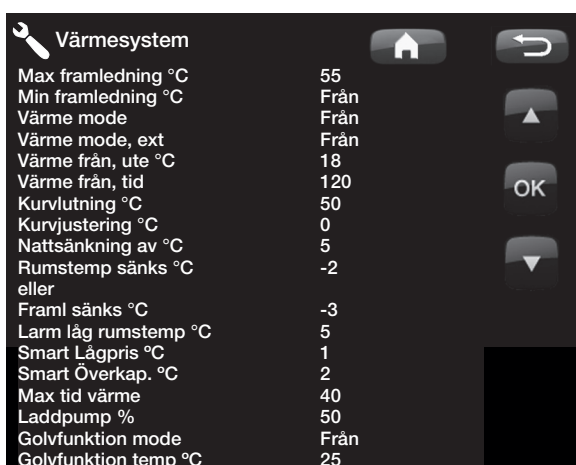 Värmesystem
Max framledning °C 55
Min framledning °C Från
Värme mode Från
Värme mode, ext Från
Värme från, ute °C 18
Värme från, tid 120
OK
Kurvlutning °C 50
Kurvjustering °C 0
Nattsänkning av °C 5
Rumstemp sänks °C -2
eller
Framl sänks °C -3
Larm låg rumstemp °C 5
Smart Lågpris ºC 1
Smart Överkap. ºC 2
Max tid värme 40
Laddpump % 50
Golvfunktion mode Från
Golvfunktion temp ºC 25